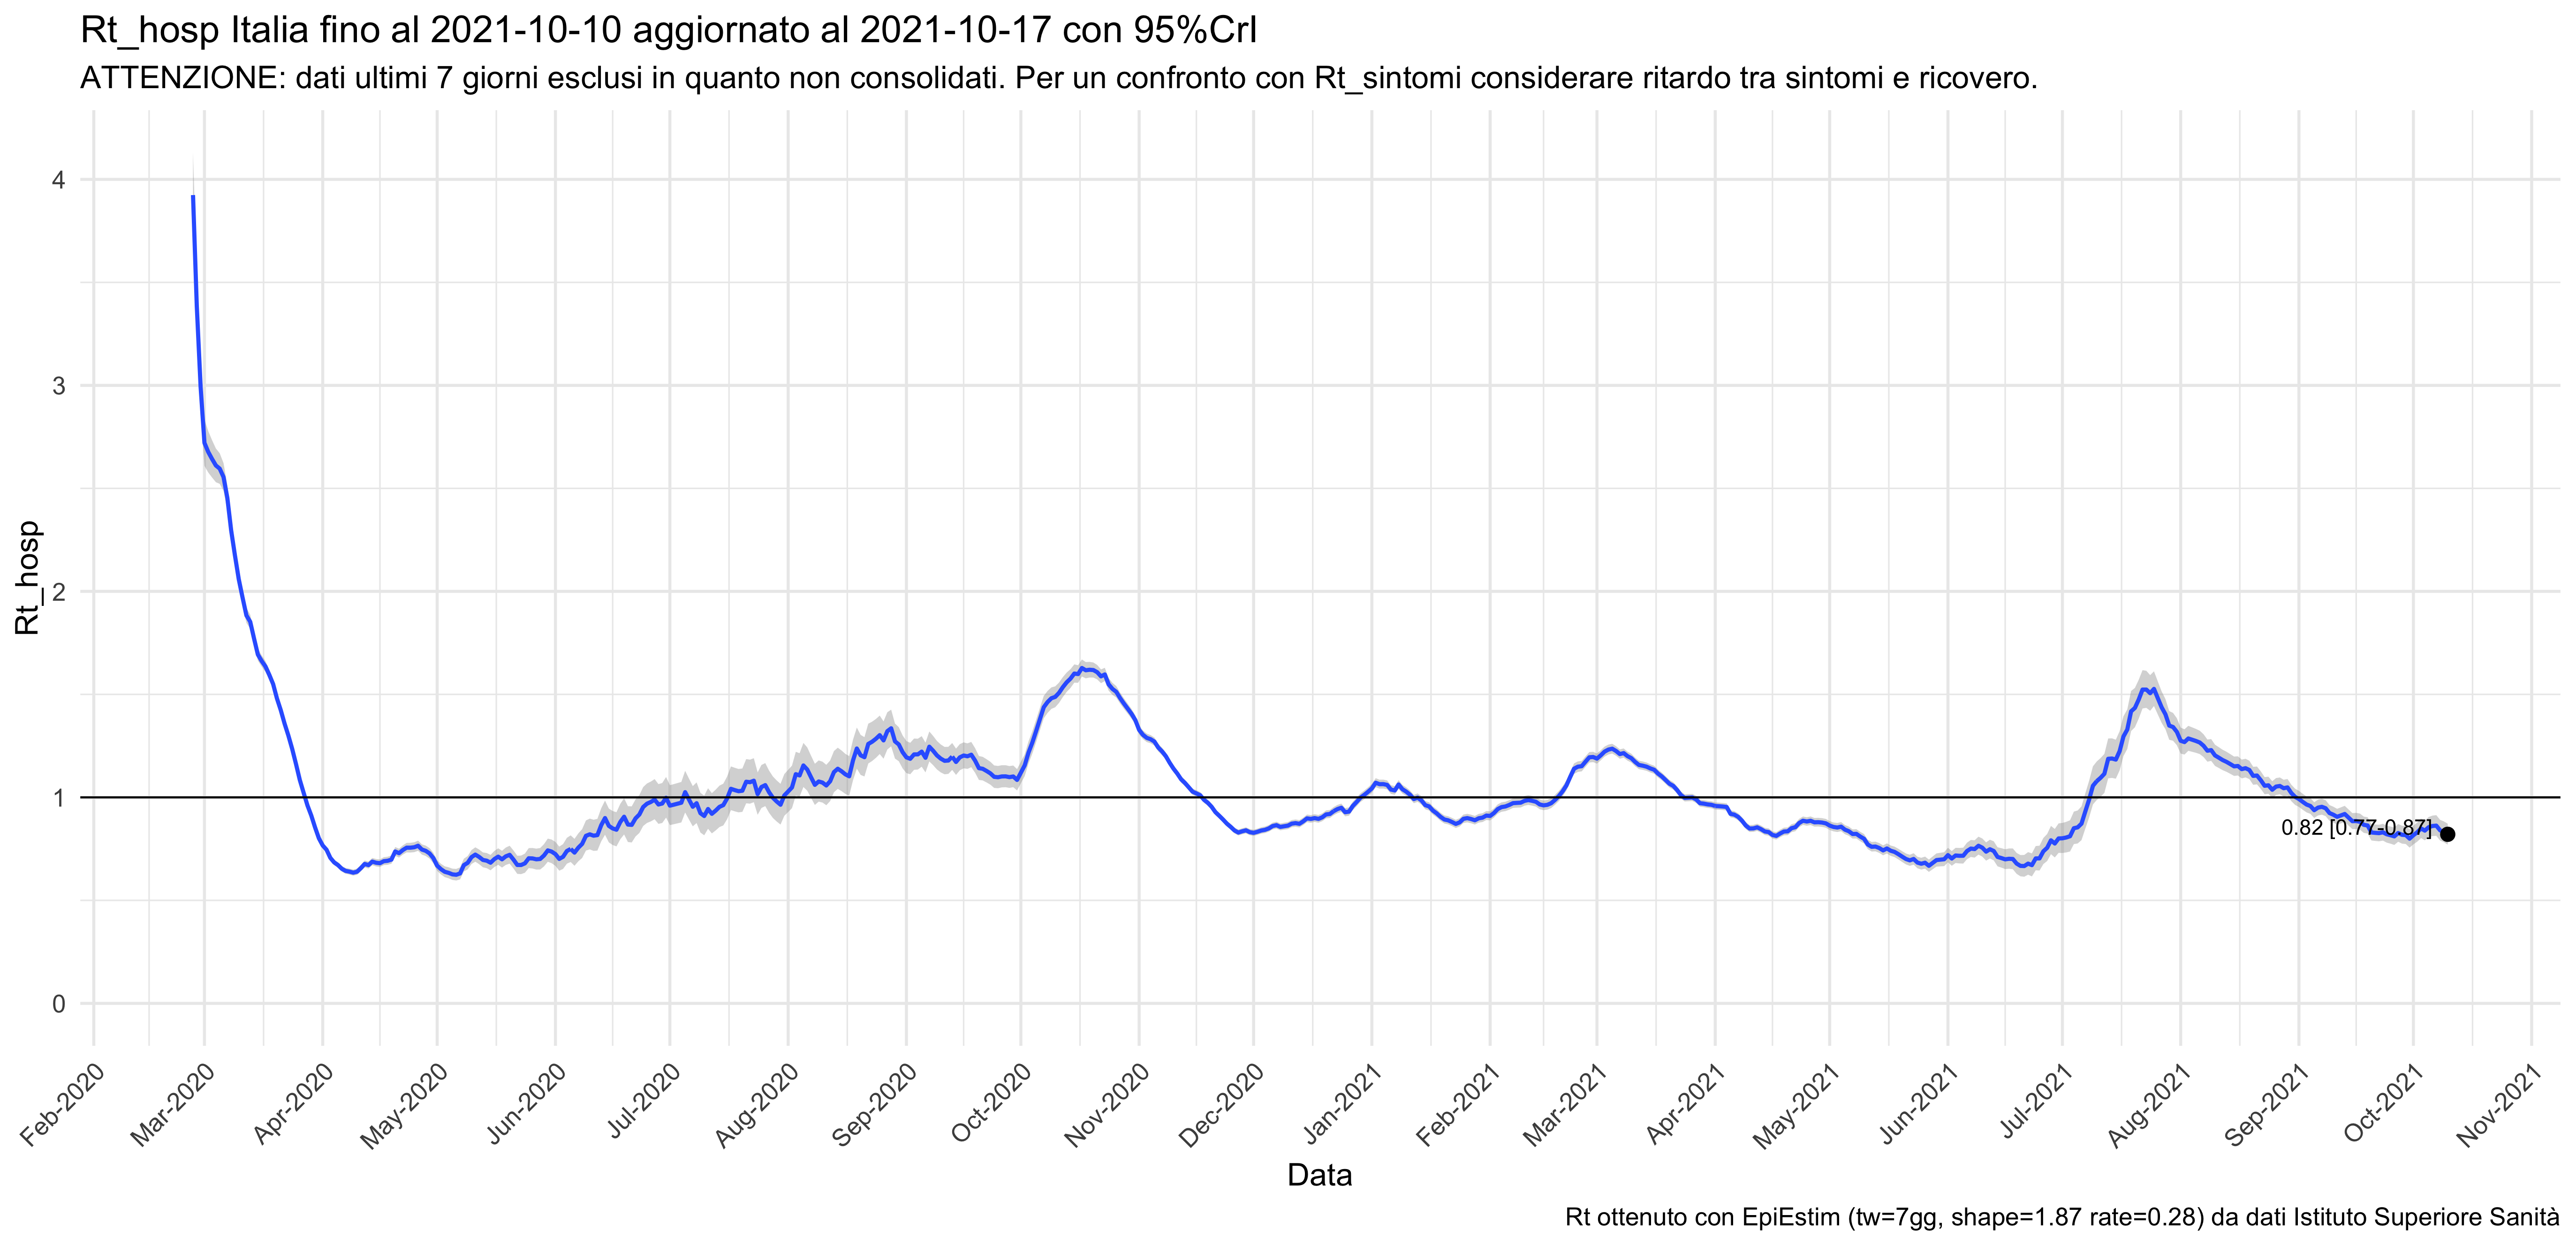 Rt_hosp Italia fino al 2021-10-10 aggiornato al 2021-10-17 con 95%CrI
ATTENZIONE: dati ultimi 7 giorni esclusi in quanto non consolidati. Per un confronto con Rt_sintomi considerare ritardo tra sintomi e ricovero.
Rt_hosp
4
3
2
1
0
0.82 [0.77-0.87]
Feb-2020
Mar-2020
Apr-2020
May-2020
Jun-2020
Jul-2020
Aug-2020
Sep-2020
Oct-2020
Nov-2020
Dec-2020
Jan-2021
Feb-2021
Mar-2021
Apr-2021
May-2021
Jun-2021
Jul-2021
Aug-2021
Sep-2021
Oct-2021
Nov-2021
Data
Rt ottenuto con EpiEstim (tw=7gg, shape=1.87 rate=0.28) da dati Istituto Superiore Sanità